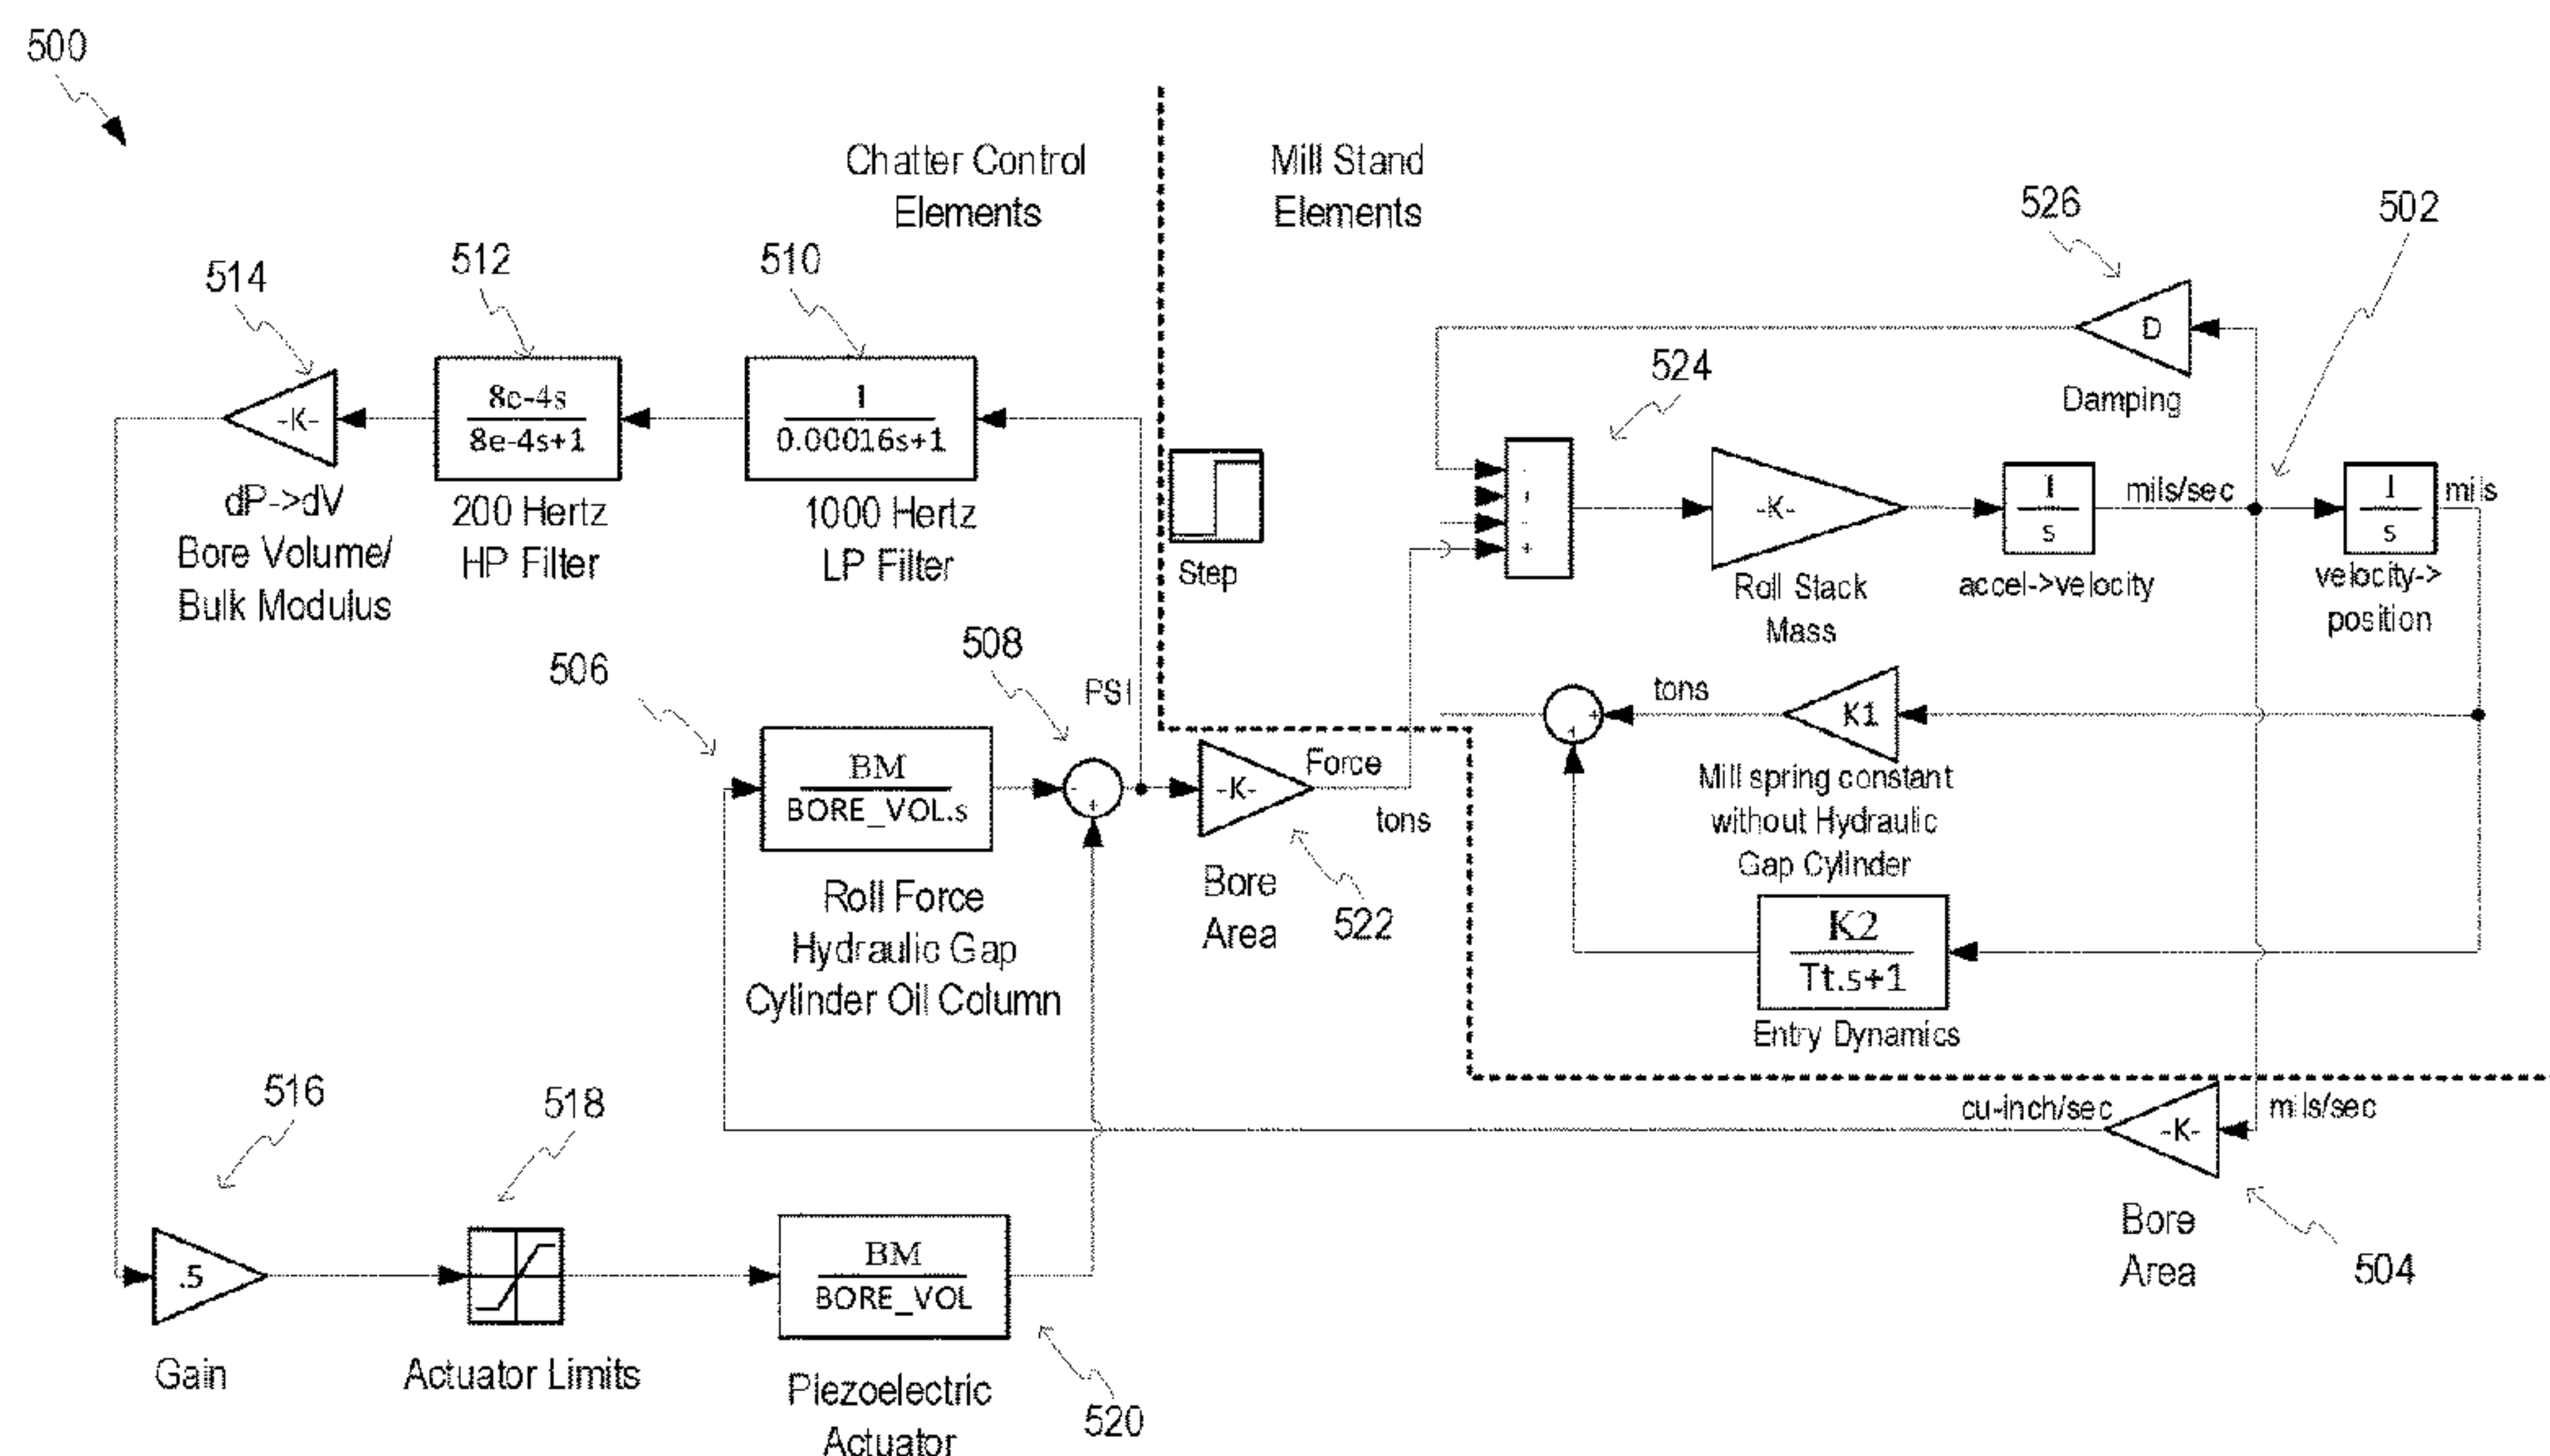 500
Chatter Control
Elements
Mill Stand
Elements
514
512
510
526
502
524
-K-
8e-4s
8e-4s+1
1
0.00016s+1
D
Damping
dP->dV
Bore Volume/
Bulk Modulus
200 Hertz
HP Filter
1000 Hertz
LP Filter
Step
-K-
Roll Stack
Mass
1
s
accel->velocity
mils/sec
1
s
mils
velocity->
position
506
508
PSI
BM
BORE_VOL.s
Roll Force
Hydraulic Gap
Cylinder Oil Column
-
+
-K-
Force
tons
Bore
Area
522
+
+
tons
K1
Mill spring constant
without Hydraulic
Gap Cylinder
K2
Tt.s+1
Entry Dynamics
516
518
cu-inch/sec
-K-
mils/sec
Bore
Area
504
.5
Gain
Actuator Limits
BM
BORE_VOL
Piezoelectric
Actuator
520